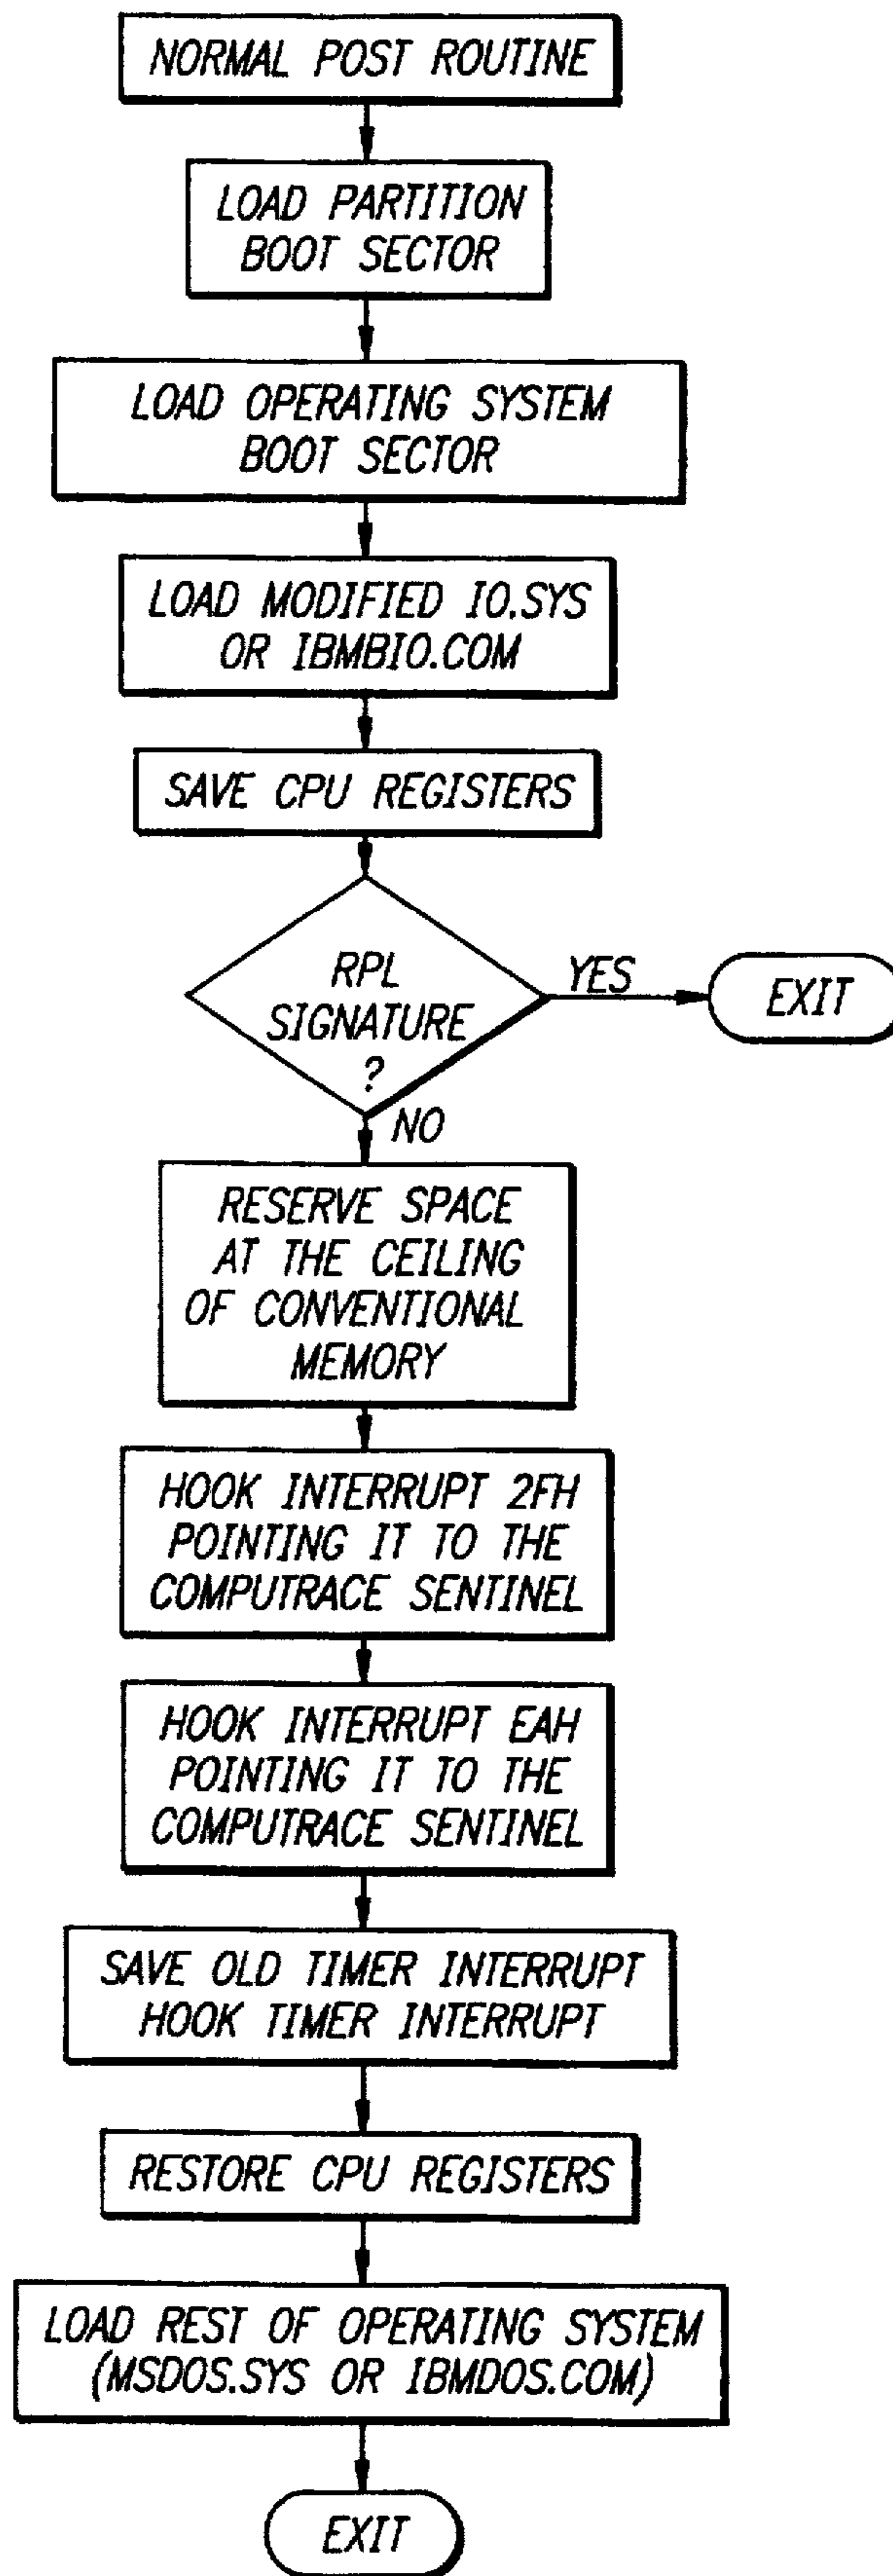 NORMAL POST ROUTINE
LOAD PARTITION
BOOT SECTOR
LOAD OPERATING SYSTEM
BOOT SECTOR
LOAD MODIFIED IO.SYS
OR IBMBIO.COM
SAVE CPU REGISTERS
RPL
SIGNATURE
?
YES
EXIT
NO
RESERVE SPACE
AT THE CEILING
OF CONVENTIONAL
MEMORY
HOOK INTERRUPT 2FH
POINTING IT TO THE
COMPUTRACE SENTINEL
HOOK INTERRUPT EAH
POINTING IT TO THE
COMPUTRACE SENTINEL
SAVE OLD TIMER INTERRUPT
HOOK TIMER INTERRUPT
RESTORE CPU REGISTERS
LOAD REST OF OPERATING SYSTEM
(MSDOS.SYS OR IBMDOS.COM)
EXIT